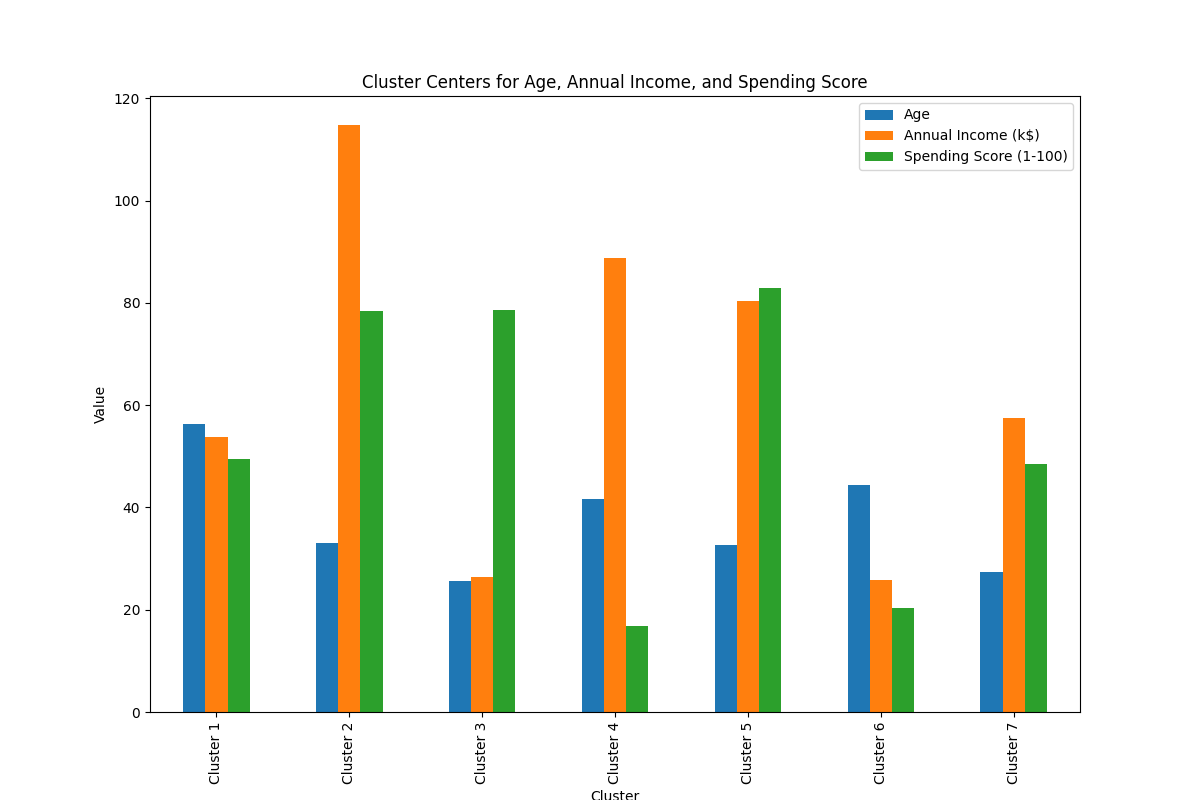 Cluster Centers for Age, Annual Income, and Spending Score
Age
Annual Income (k$)
Spending Score (1-100)
Value
120
100
80
60
40
20
0
Cluster 1
Cluster 2
Cluster 3
Cluster 4
Cluster 5
Cluster 6
Cluster 7
Cluster